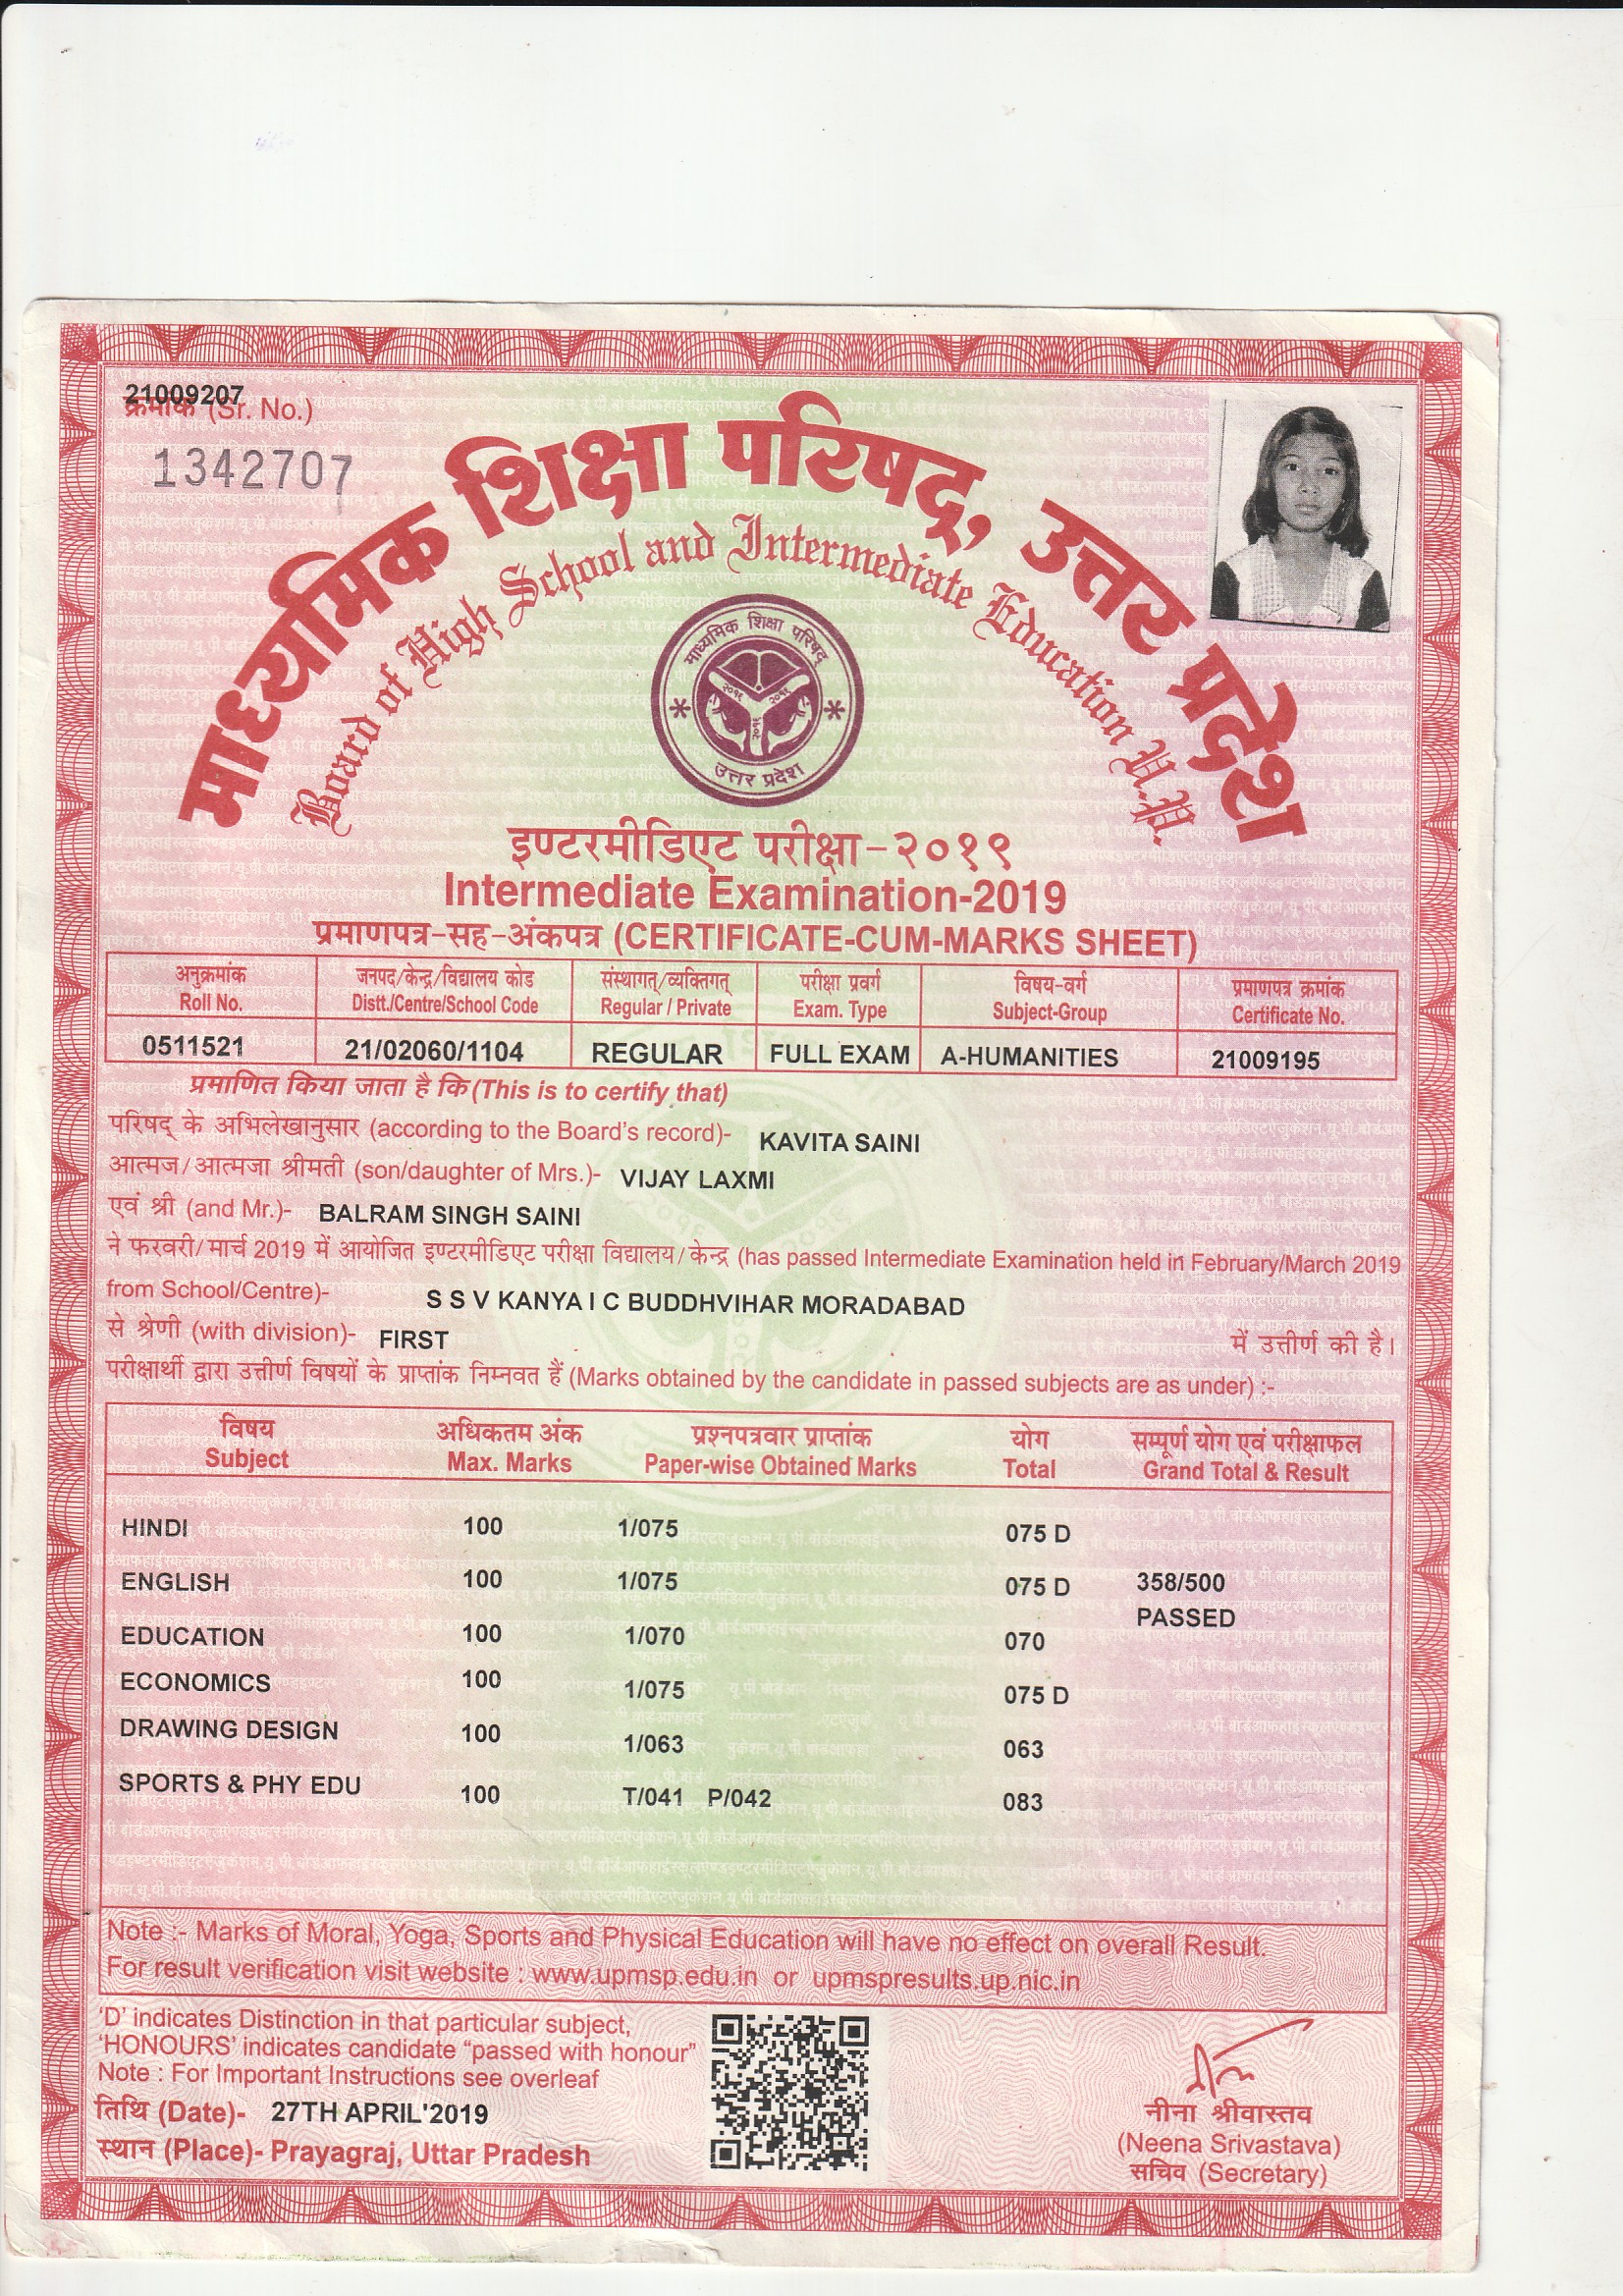 21009207
क्रमांक (Sr. No.)
1342707
माध्यमिक शिक्षा परिषद्, उत्तर प्रदेश
Board of High School and Intermediate Education U.P.
माध्यमिक शिक्षा परिषद्
उत्तर प्रदेश
इण्टरमीडिएट परीक्षा-२०१९
Intermediate Examination-2019
प्रमाणपत्र-सह-अंकपत्र (CERTIFICATE-CUM-MARKS SHEET)
अनुक्रमांक जनपद/केन्द्र/विद्यालय कोड संस्थागत्/व्यक्तिगत् परीक्षा प्रवर्ग विषय-वर्ग प्रमाणपत्र क्रमांक
Roll No. Distt./Centre/School Code Regular / Private Exam. Type Subject-Group Certificate No.
0511521 21/02060/1104 REGULAR FULL EXAM A-HUMANITIES 21009195
प्रमाणित किया जाता है कि (This is to certify that)
परिषद् के अभिलेखानुसार (according to the Board's record)- KAVITA SAINI
आत्मज/आत्मजा श्रीमती (son/daughter of Mrs.)- VIJAY LAXMI
एवं श्री (and Mr.)- BALRAM SINGH SAINI
ने फरवरी/मार्च 2019 में आयोजित इण्टरमीडिएट परीक्षा विद्यालय/केन्द्र (has passed Intermediate Examination held in February/March 2019
from School/Centre)- S S V KANYA I C BUDDHVIHAR MORADABAD
से श्रेणी (with division)- FIRST में उत्तीर्ण की है।
परीक्षार्थी द्वारा उत्तीर्ण विषयों के प्राप्तांक निम्नवत हैं (Marks obtained by the candidate in passed subjects are as under) :-
विषय अधिकतम अंक प्रश्नपत्रवार प्राप्तांक योग सम्पूर्ण योग एवं परीक्षाफल
Subject Max. Marks Paper-wise Obtained Marks Total Grand Total & Result
HINDI 100 1/075 075 D
ENGLISH 100 1/075 075 D 358/500
PASSED
EDUCATION 100 1/070 070
ECONOMICS 100 1/075 075 D
DRAWING DESIGN 100 1/063 063
SPORTS & PHY EDU 100 T/041 P/042 083
Note :- Marks of Moral, Yoga, Sports and Physical Education will have no effect on overall Result.
For result verification visit website : www.upmsp.edu.in or upmspresults.up.nic.in
'D' indicates Distinction in that particular subject,
'HONOURS' indicates candidate "passed with honour"
Note : For Important Instructions see overleaf
तिथि (Date)- 27TH APRIL'2019
स्थान (Place)- Prayagraj, Uttar Pradesh
नीना श्रीवास्तव
(Neena Srivastava)
सचिव (Secretary)